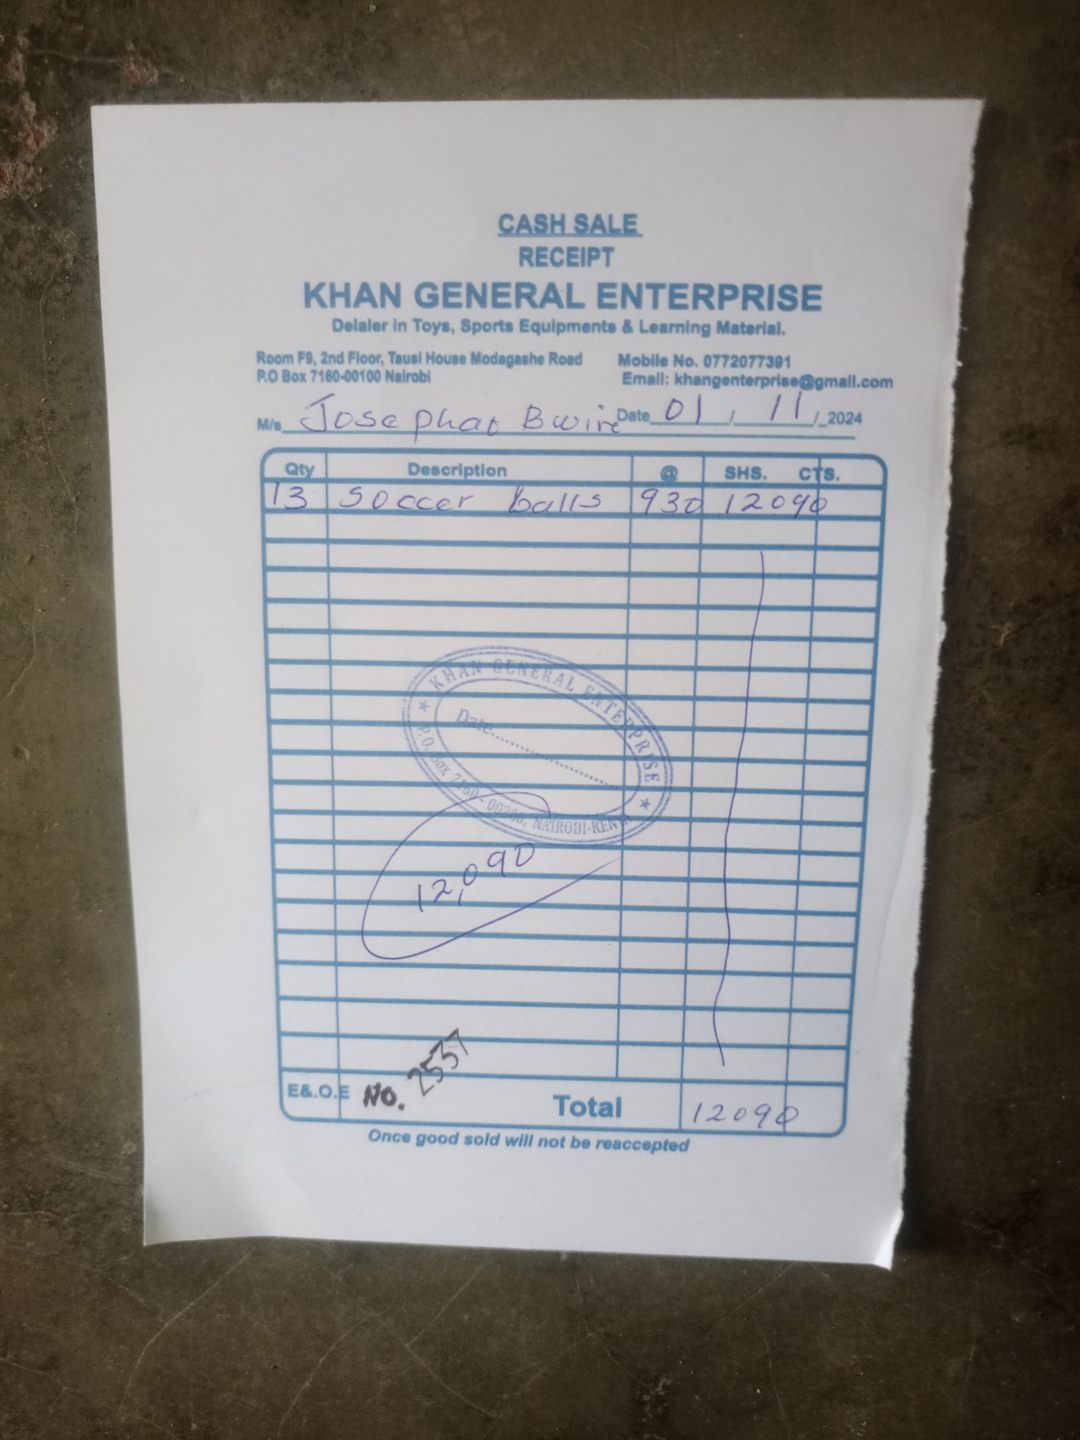 CASH SALE
RECEIPT
KHAN GENERAL ENTERPRISE
Delaler in Toys, Sports Equipments & Learning Material.
Room F9, 2nd Floor, Tausi House Modagashe Road Mobile No. 0772077391
P.O Box 7160-00100 Nairobi Email: khangenterprise@gmail.com
M/s Josephat Bwire Date 01 / 11 / 2024
Qty Description @ SHS. CTS.
13 Soccer balls 930 12090
KHAN GENERAL ENTERPRISE
Date
P.O. Box 7160- NAIROBI-KENYA
12,090
E&.O.E NO. 2537 Total 12090
Once good sold will not be reaccepted